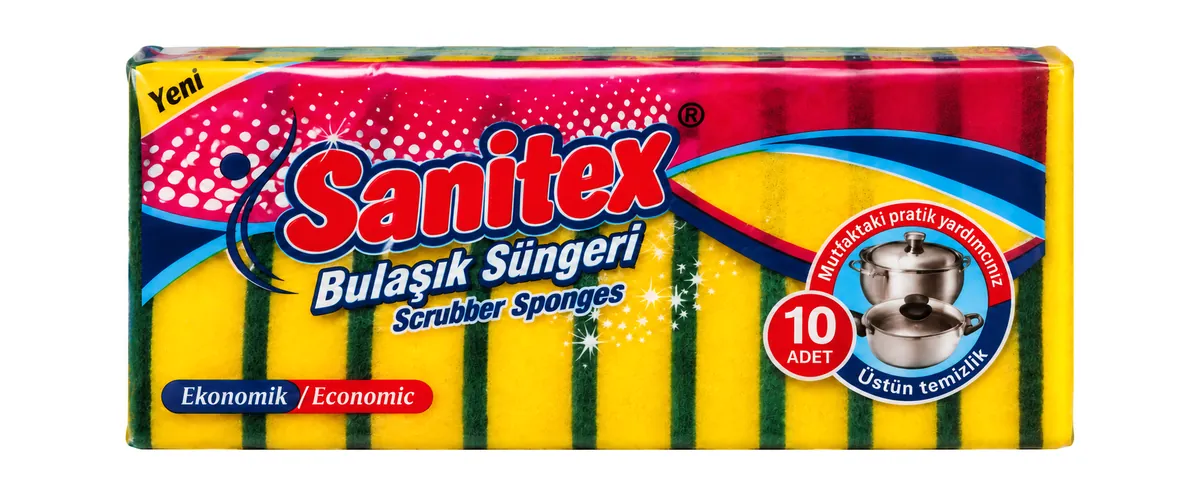 Yeni
Sanitex®
Bulaşık Süngeri
Scrubber Sponges
Mutfaktaki pratik yardımcınız
10
ADET
Üstün temizlik
Ekonomik / Economic